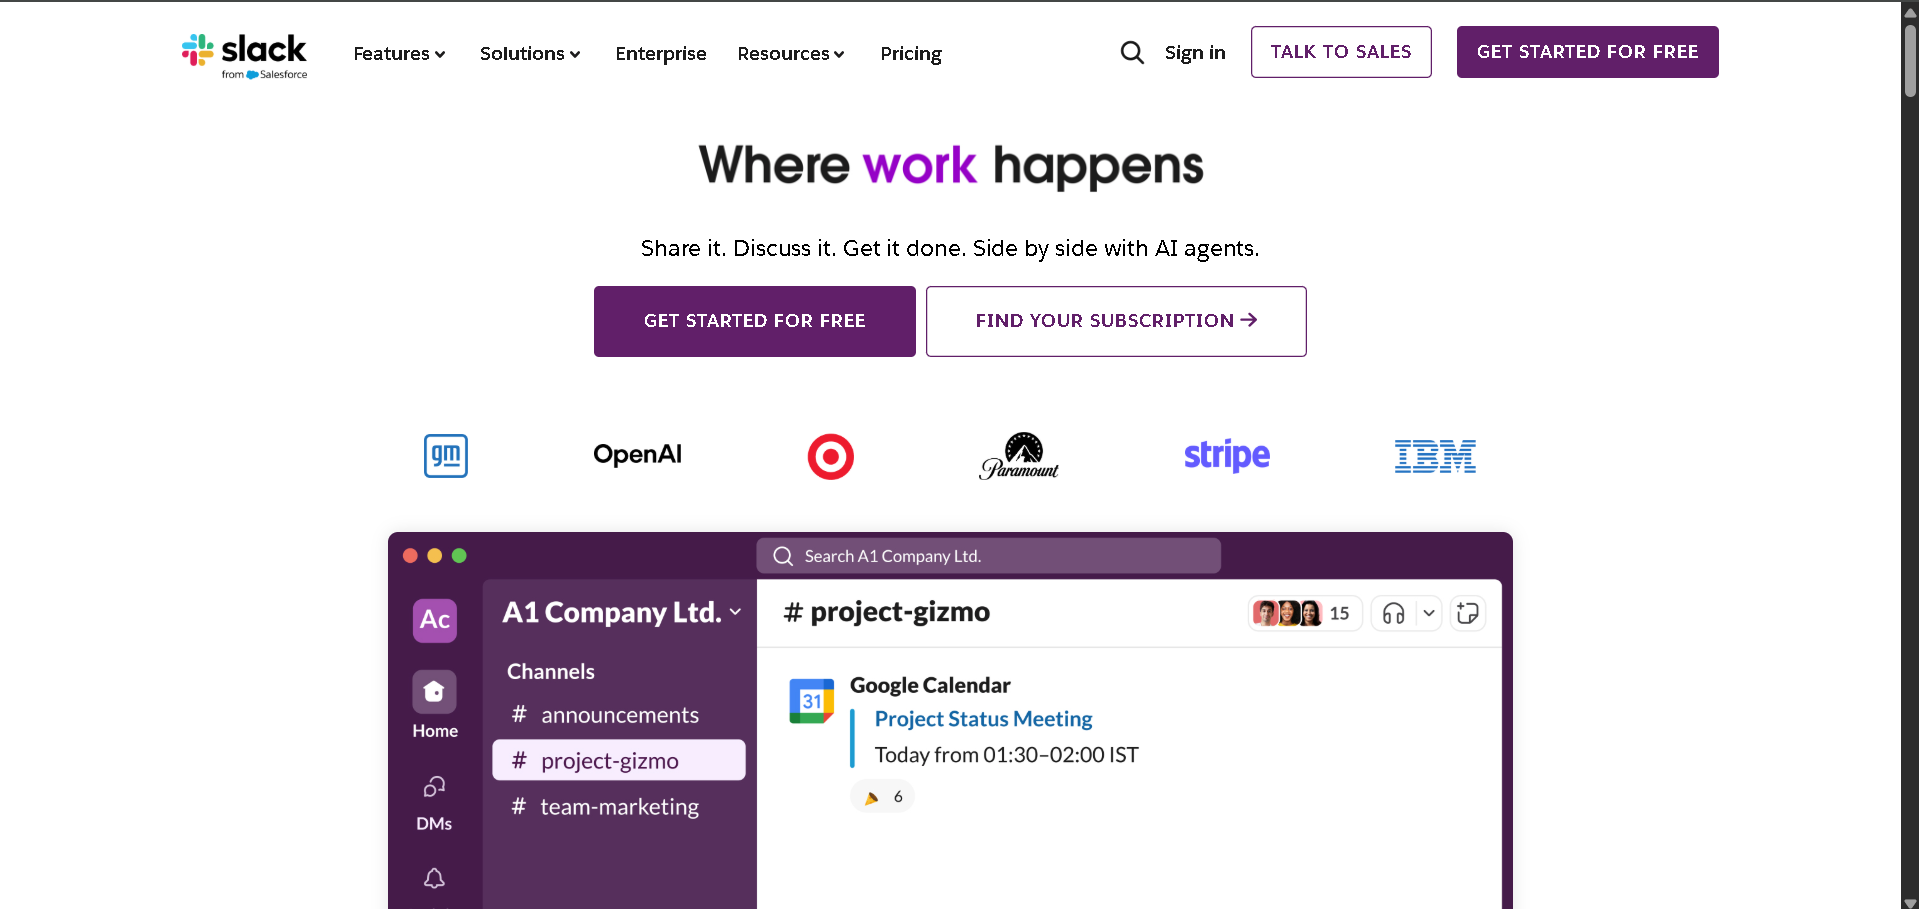 slack
from Salesforce
Features
Solutions
Enterprise
Resources
Pricing
Sign in
TALK TO SALES
GET STARTED FOR FREE
Where work happens
Share it. Discuss it. Get it done. Side by side with AI agents.
GET STARTED FOR FREE
FIND YOUR SUBSCRIPTION →
gm
OpenAI
Paramount
stripe
IBM
Search A1 Company Ltd.
Ac
A1 Company Ltd.
# project-gizmo
15
Home
DMs
Channels
# announcements
# project-gizmo
# team-marketing
31
Google Calendar
Project Status Meeting
Today from 01:30–02:00 IST
6